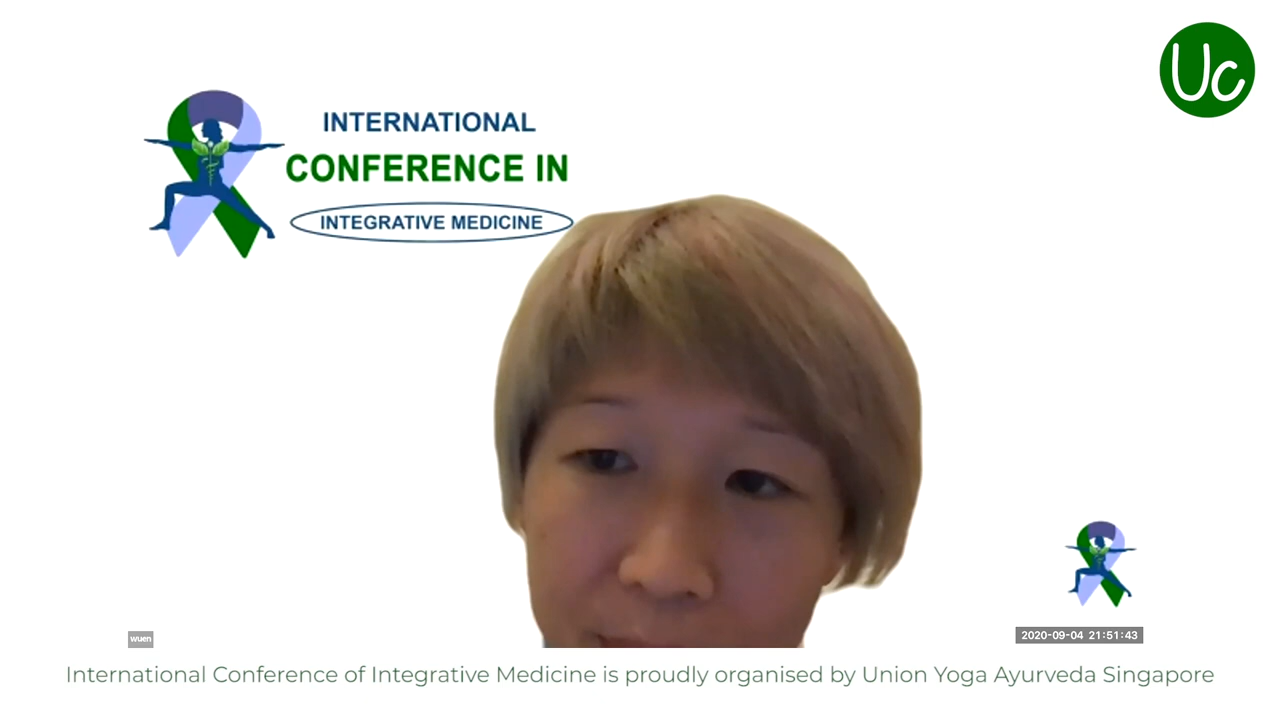 Uc
INTERNATIONAL
CONFERENCE IN
INTEGRATIVE MEDICINE
wuen
2020-09-04 21:51:43
International Conference of Integrative Medicine is proudly organised by Union Yoga Ayurveda Singapore